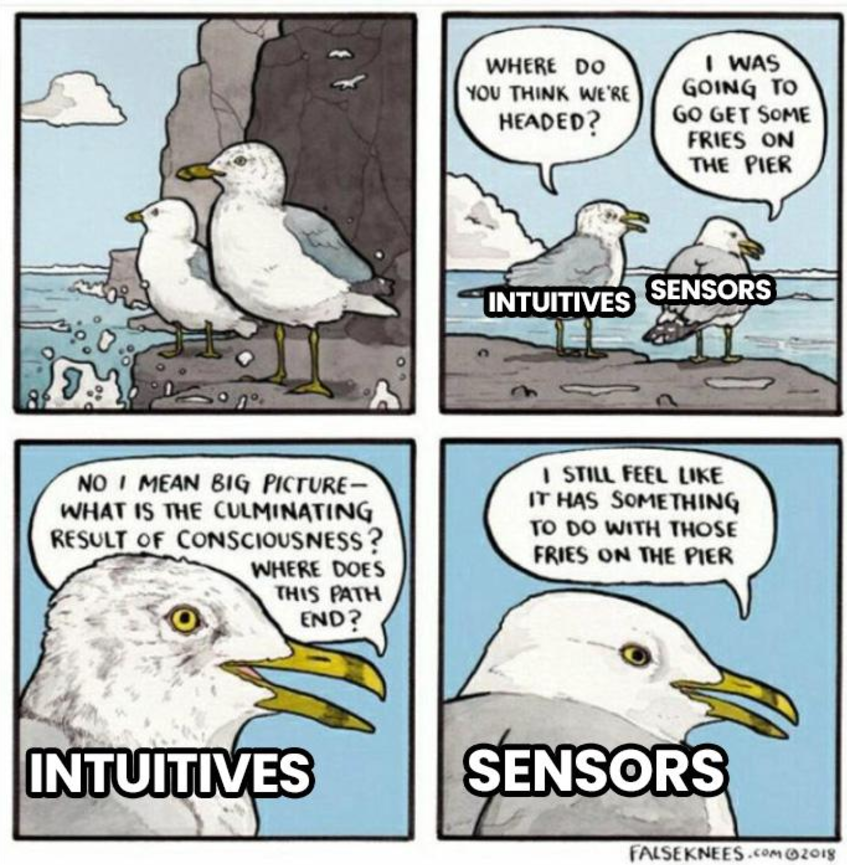 WHERE DO
YOU THINK WE'RE
HEADED?
I WAS
GOING TO
GO GET SOME
FRIES ON
THE PIER
INTUITIVES
SENSORS
NO I MEAN BIG PICTURE—
WHAT IS THE CULMINATING
RESULT OF CONSCIOUSNESS?
WHERE DOES
THIS PATH
END?
INTUITIVES
I STILL FEEL LIKE
IT HAS SOMETHING
TO DO WITH THOSE
FRIES ON THE PIER
SENSORS
FALSEKNEES.COM©2018